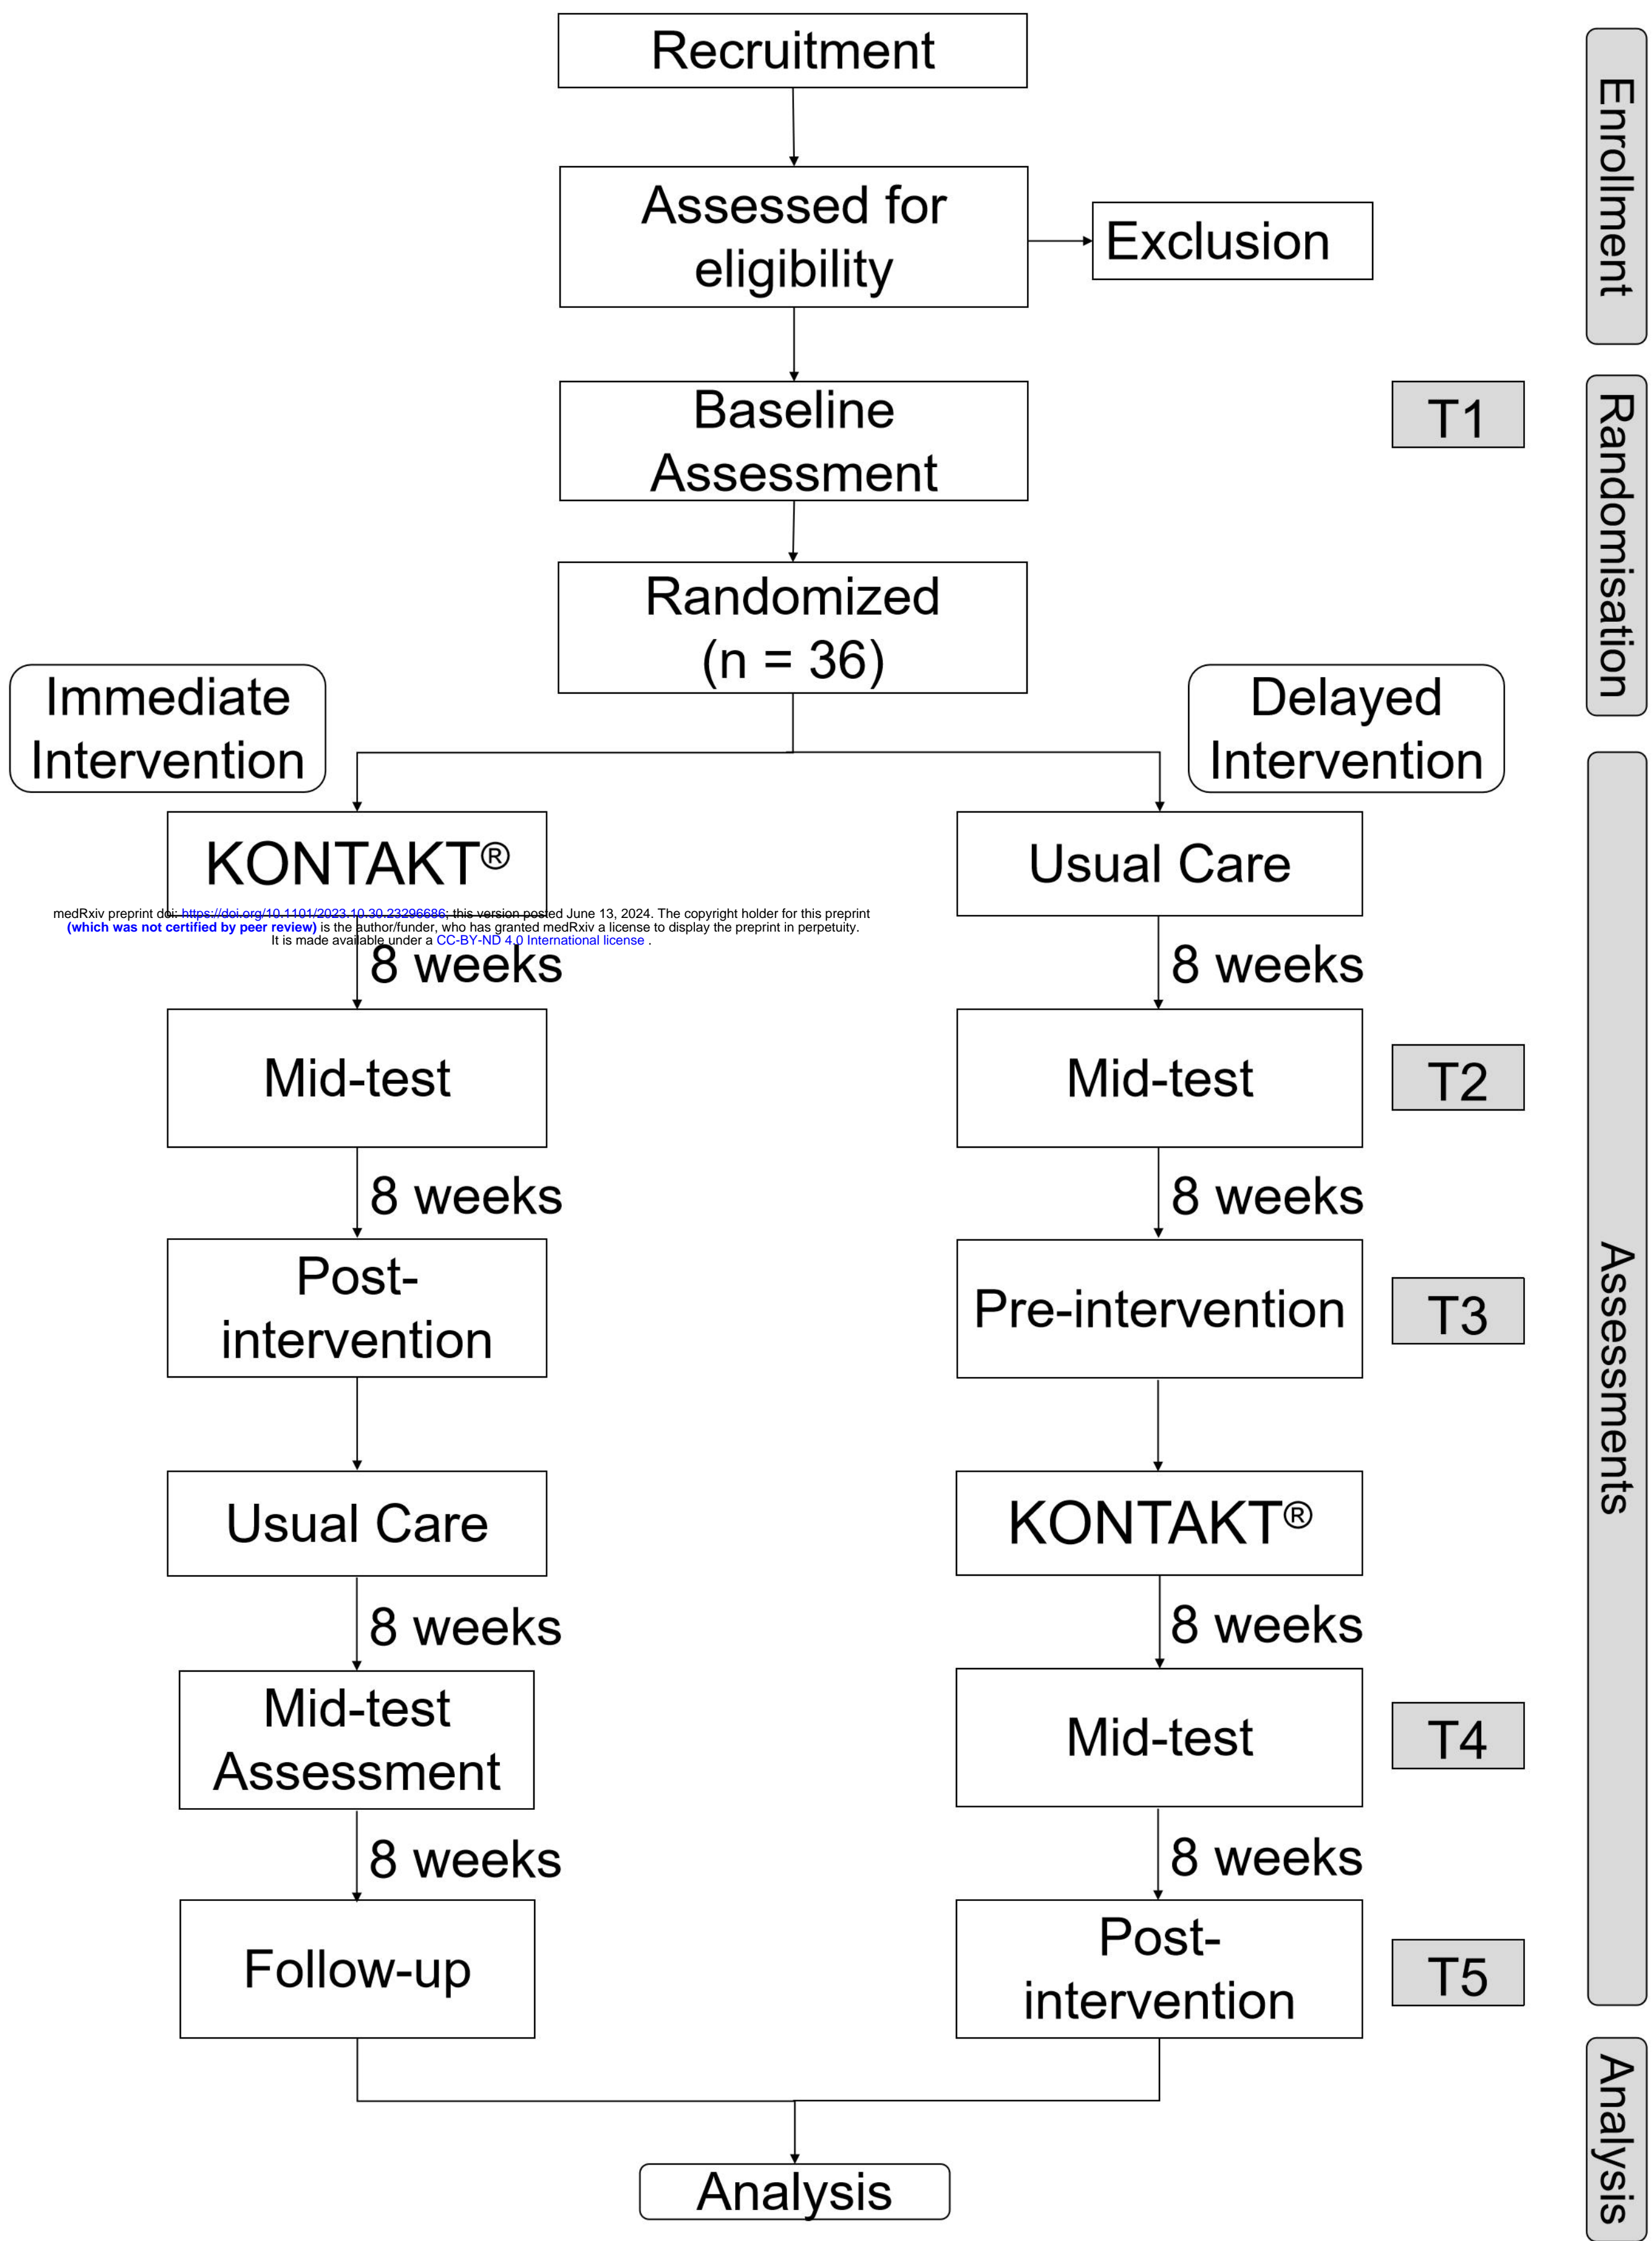 Recruitment
Enrollment
Assessed for
eligibility
Exclusion
Baseline
Assessment
T1
Randomisation
Randomized
(n = 36)
Immediate
Intervention
Delayed
Intervention
KONTAKT®
Usual Care
medRxiv preprint doi: https://doi.org/10.1101/2023.10.30.23296686; this version posted June 13, 2024. The copyright holder for this preprint
(which was not certified by peer review) is the author/funder, who has granted medRxiv a license to display the preprint in perpetuity.
It is made available under a CC-BY-ND 4.0 International license .
8 weeks
8 weeks
Mid-test
Mid-test
T2
8 weeks
8 weeks
Post-
intervention
Pre-intervention
T3
Assessments
Usual Care
KONTAKT®
8 weeks
8 weeks
Mid-test
Assessment
Mid-test
T4
8 weeks
8 weeks
Follow-up
Post-
intervention
T5
Analysis
Analysis